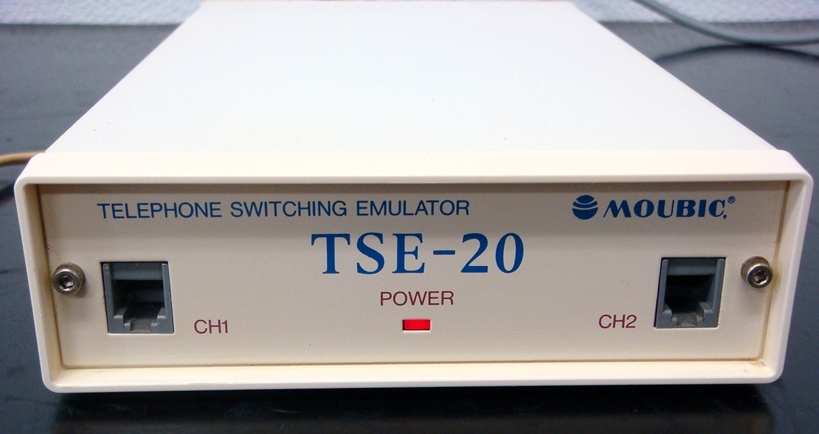 TELEPHONE SWITCHING EMULATOR
MOUBIC.®
TSE-20
POWER
CH1
CH2